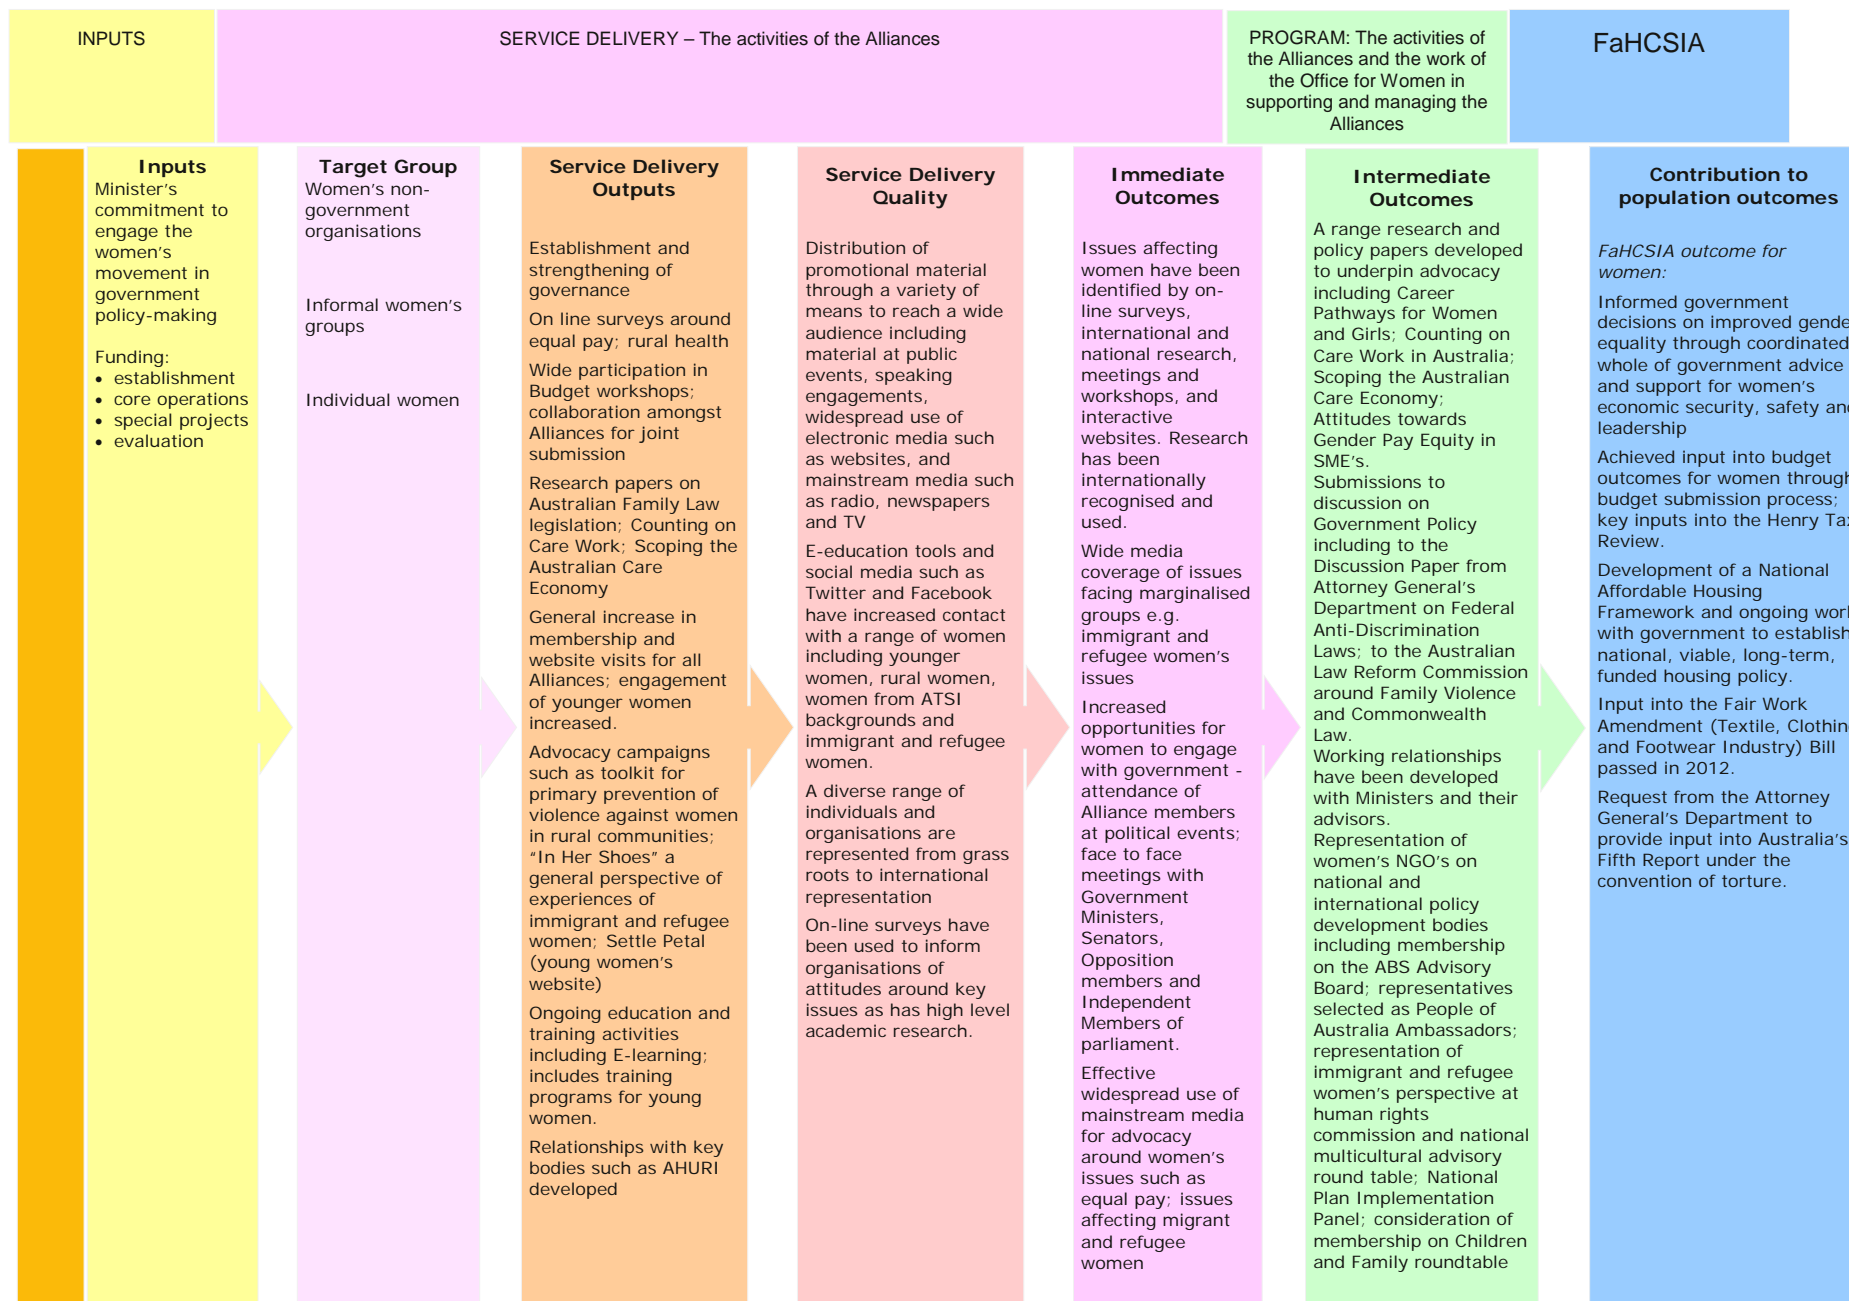 INPUTS
SERVICE DELIVERY – The activities of the Alliances
PROGRAM: The activities of
the Alliances and the work of
the Office for Women in
supporting and managing the
Alliances
FaHCSIA
Inputs
Minister's
commitment to
engage the
women's
movement in
government
policy-making
Funding:
• establishment
• core operations
• special projects
• evaluation
Target Group
Women's non-
government
organisations
Informal women's
groups
Individual women
Service Delivery
Outputs
Establishment and
strengthening of
governance
On line surveys around
equal pay; rural health
Wide participation in
Budget workshops;
collaboration amongst
Alliances for joint
submission
Research papers on
Australian Family Law
legislation; Counting on
Care Work; Scoping the
Australian Care
Economy
General increase in
membership and
website visits for all
Alliances; engagement
of younger women
increased.
Advocacy campaigns
such as toolkit for
primary prevention of
violence against women
in rural communities;
"In Her Shoes" a
general perspective of
experiences of
immigrant and refugee
women; Settle Petal
(young women's
website)
Ongoing education and
training activities
including E-learning;
includes training
programs for young
women.
Relationships with key
bodies such as AHURI
developed
Service Delivery
Quality
Distribution of
promotional material
through a variety of
means to reach a wide
audience including
material at public
events, speaking
engagements,
widespread use of
electronic media such
as websites, and
mainstream media such
as radio, newspapers
and TV
E-education tools and
social media such as
Twitter and Facebook
have increased contact
with a range of women
including younger
women, rural women,
women from ATSI
backgrounds and
immigrant and refugee
women.
A diverse range of
individuals and
organisations are
represented from grass
roots to international
representation
On-line surveys have
been used to inform
organisations of
attitudes around key
issues as has high level
academic research.
Immediate
Outcomes
Issues affecting
women have been
identified by on-
line surveys,
international and
national research,
meetings and
workshops, and
interactive
websites. Research
has been
internationally
recognised and
used.
Wide media
coverage of issues
facing marginalised
groups e.g.
immigrant and
refugee women's
issues
Increased
opportunities for
women to engage
with government -
attendance of
Alliance members
at political events;
face to face
meetings with
Government
Ministers,
Senators,
Opposition
members and
Independent
Members of
parliament.
Effective
widespread use of
mainstream media
for advocacy
around women's
issues such as
equal pay; issues
affecting migrant
and refugee
women
Intermediate
Outcomes
A range research and
policy papers developed
to underpin advocacy
including Career
Pathways for Women
and Girls; Counting on
Care Work in Australia;
Scoping the Australian
Care Economy;
Attitudes towards
Gender Pay Equity in
SME's.
Submissions to
discussion on
Government Policy
including to the
Discussion Paper from
Attorney General's
Department on Federal
Anti-Discrimination
Laws; to the Australian
Law Reform Commission
around Family Violence
and Commonwealth
Law.
Working relationships
have been developed
with Ministers and their
advisors.
Representation of
women's NGO's on
national and
international policy
development bodies
including membership
on the ABS Advisory
Board; representatives
selected as People of
Australia Ambassadors;
representation of
immigrant and refugee
women's perspective at
human rights
commission and national
multicultural advisory
round table; National
Plan Implementation
Panel; consideration of
membership on Children
and Family roundtable
Contribution to
population outcomes
FaHCSIA outcome for
women:
Informed government
decisions on improved gende
equality through coordinated
whole of government advice
and support for women's
economic security, safety an
leadership
Achieved input into budget
outcomes for women through
budget submission process;
key inputs into the Henry Ta
Review.
Development of a National
Affordable Housing
Framework and ongoing wor
with government to establish
national, viable, long-term,
funded housing policy.
Input into the Fair Work
Amendment (Textile, Clothin
and Footwear Industry) Bill
passed in 2012.
Request from the Attorney
General's Department to
provide input into Australia's
Fifth Report under the
convention of torture.